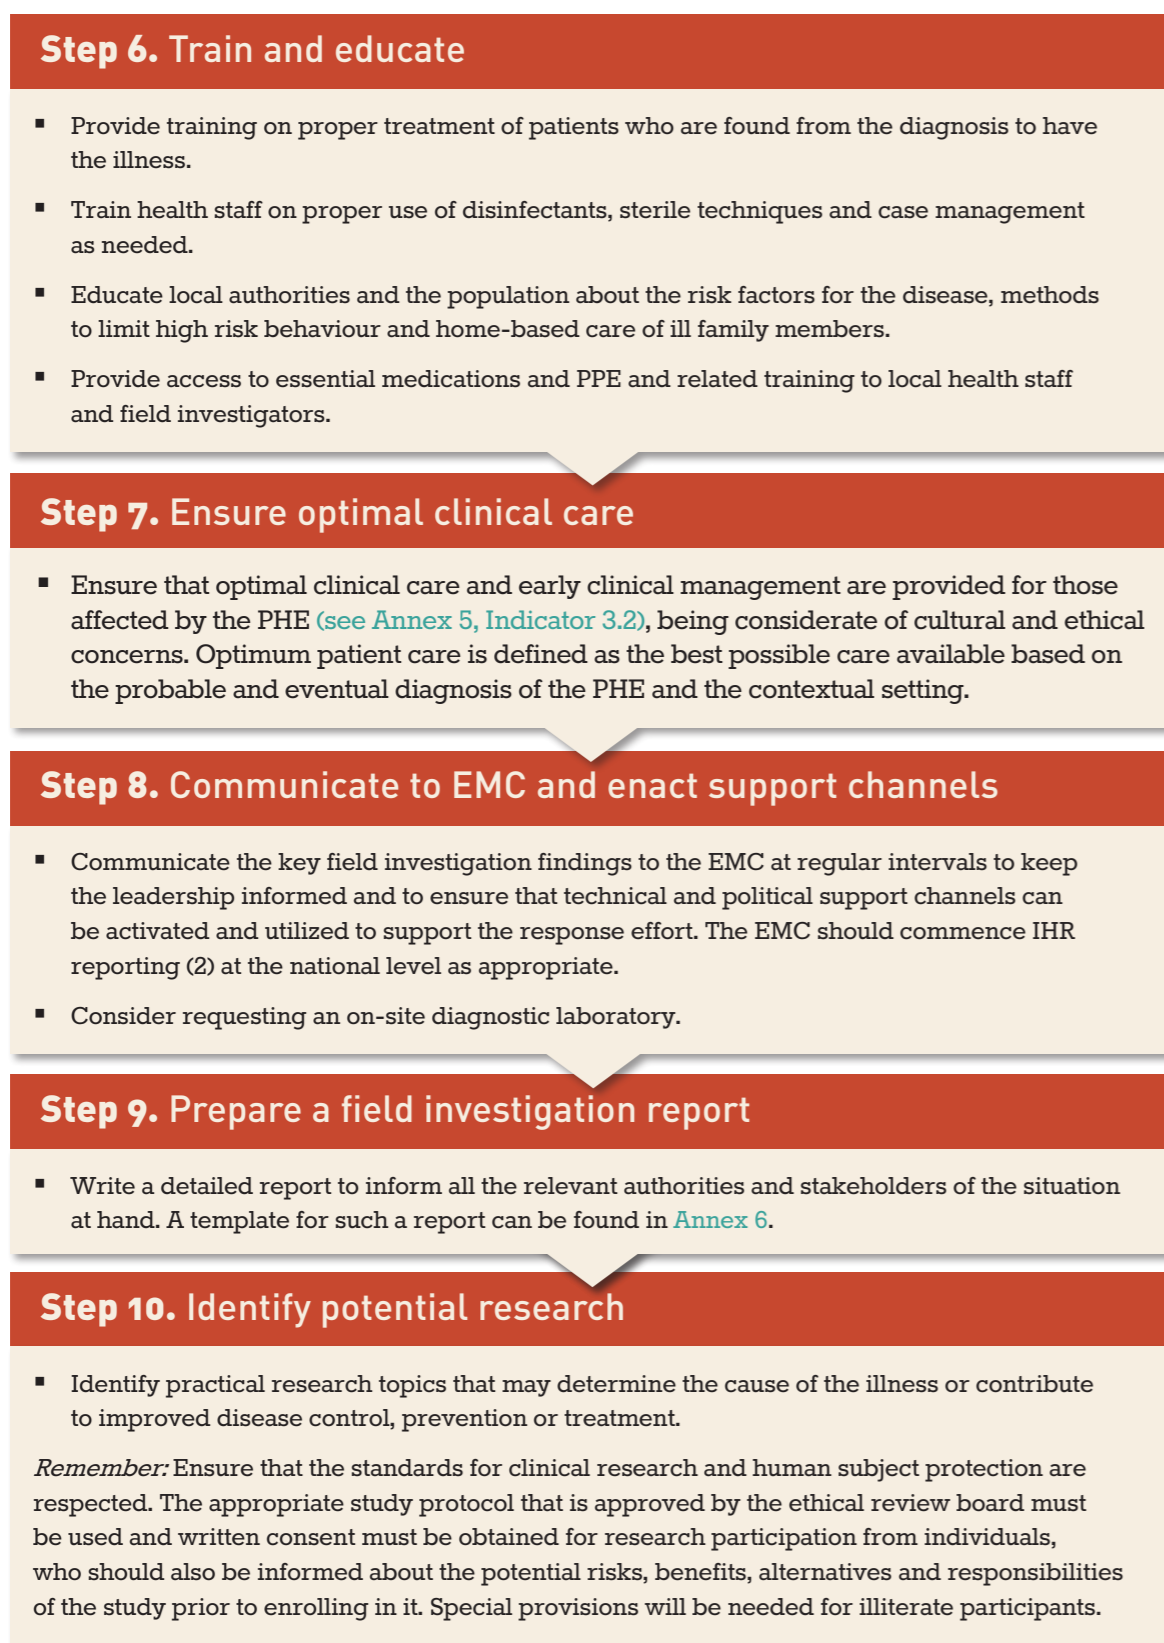 Step 6. Train and educate
▪ Provide training on proper treatment of patients who are found from the diagnosis to have
the illness.
▪ Train health staff on proper use of disinfectants, sterile techniques and case management
as needed.
▪ Educate local authorities and the population about the risk factors for the disease, methods
to limit high risk behaviour and home-based care of ill family members.
▪ Provide access to essential medications and PPE and related training to local health staff
and field investigators.
Step 7. Ensure optimal clinical care
▪ Ensure that optimal clinical care and early clinical management are provided for those
affected by the PHE (see Annex 5, Indicator 3.2), being considerate of cultural and ethical
concerns. Optimum patient care is defined as the best possible care available based on
the probable and eventual diagnosis of the PHE and the contextual setting.
Step 8. Communicate to EMC and enact support channels
▪ Communicate the key field investigation findings to the EMC at regular intervals to keep
the leadership informed and to ensure that technical and political support channels can
be activated and utilized to support the response effort. The EMC should commence IHR
reporting (2) at the national level as appropriate.
▪ Consider requesting an on-site diagnostic laboratory.
Step 9. Prepare a field investigation report
▪ Write a detailed report to inform all the relevant authorities and stakeholders of the situation
at hand. A template for such a report can be found in Annex 6.
Step 10. Identify potential research
▪ Identify practical research topics that may determine the cause of the illness or contribute
to improved disease control, prevention or treatment.
Remember: Ensure that the standards for clinical research and human subject protection are
respected. The appropriate study protocol that is approved by the ethical review board must
be used and written consent must be obtained for research participation from individuals,
who should also be informed about the potential risks, benefits, alternatives and responsibilities
of the study prior to enrolling in it. Special provisions will be needed for illiterate participants.